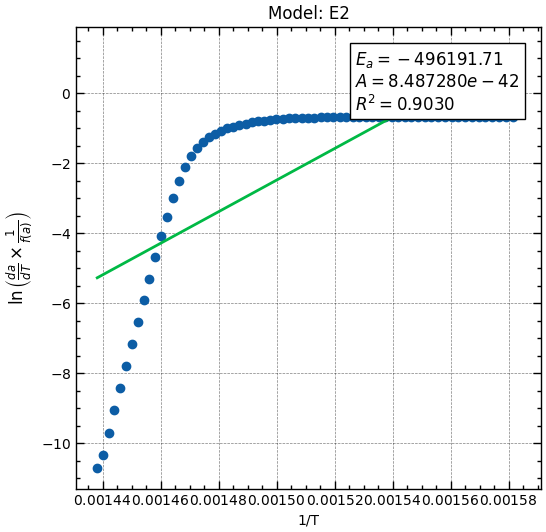 Model: E2
E_a = −496191.71
A = 8.487280e − 42
R^2 = 0.9030
0
−2
−4
−6
−8
−10
ln(da/dT × 1/f(a))
0.00144 0.00146 0.00148 0.00150 0.00152 0.00154 0.00156 0.00158
1/T